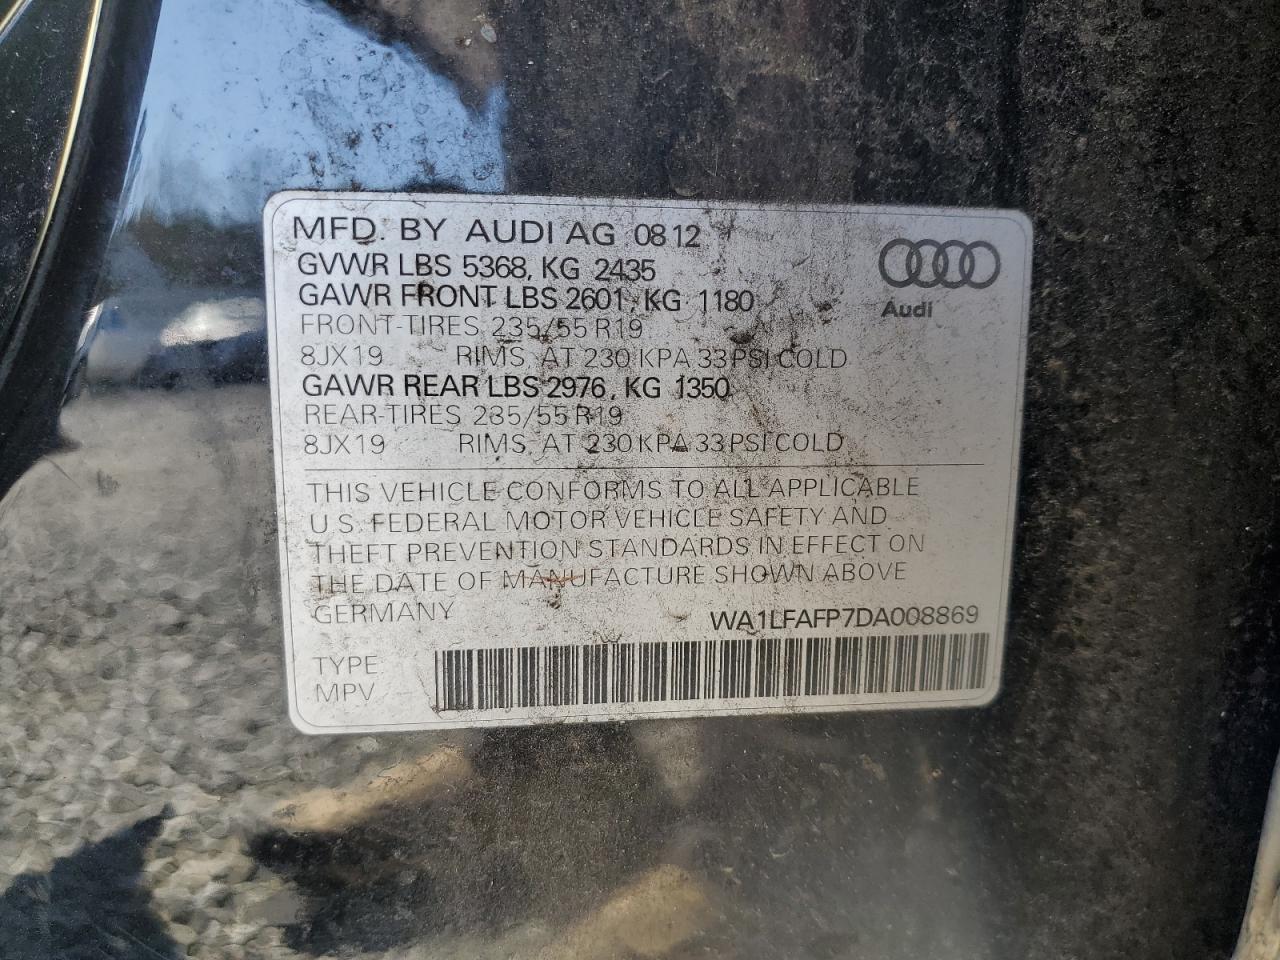 MFD. BY AUDI AG 0812
GVWR LBS 5368, KG 2435
GAWR FRONT LBS 2601, KG 1180
FRONT-TIRES 235/55 R19
8JX19 RIMS, AT 230 KPA 33 PSI COLD
GAWR REAR LBS 2976, KG 1350
REAR-TIRES 235/55 R19
8JX19 RIMS, AT 230 KPA 33 PSI COLD
Audi
THIS VEHICLE CONFORMS TO ALL APPLICABLE
U.S. FEDERAL MOTOR VEHICLE SAFETY AND
THEFT PREVENTION STANDARDS IN EFFECT ON
THE DATE OF MANUFACTURE SHOWN ABOVE
GERMANY WA1LFAFP7DA008869
TYPE
MPV